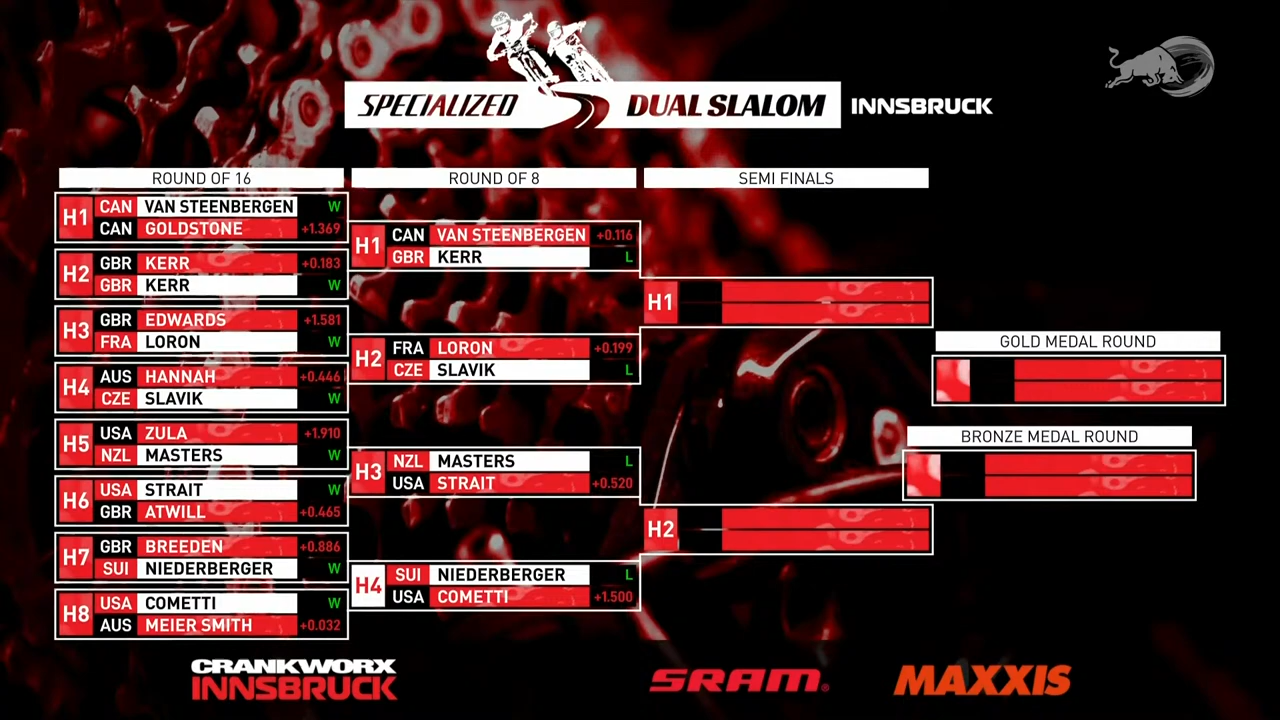 SPECIALIZED DUAL SLALOM INNSBRUCK
ROUND OF 16
H1
CAN VAN STEENBERGEN W
CAN GOLDSTONE +1.369
H2
GBR KERR +0.183
GBR KERR W
H3
GBR EDWARDS +1.581
FRA LORON W
H4
AUS HANNAH +0.446
CZE SLAVIK W
H5
USA ZULA +1.910
NZL MASTERS W
H6
USA STRAIT W
GBR ATWILL +0.465
H7
GBR BREEDEN +0.886
SUI NIEDERBERGER W
H8
USA COMETTI W
AUS MEIER SMITH +0.032
ROUND OF 8
H1
CAN VAN STEENBERGEN +0.116
GBR KERR L
H2
FRA LORON +0.199
CZE SLAVIK L
H3
NZL MASTERS L
USA STRAIT +0.520
H4
SUI NIEDERBERGER L
USA COMETTI +1.500
SEMI FINALS
H1
H2
GOLD MEDAL ROUND
BRONZE MEDAL ROUND
CRANKWORX
INNSBRUCK
SRAM
MAXXIS